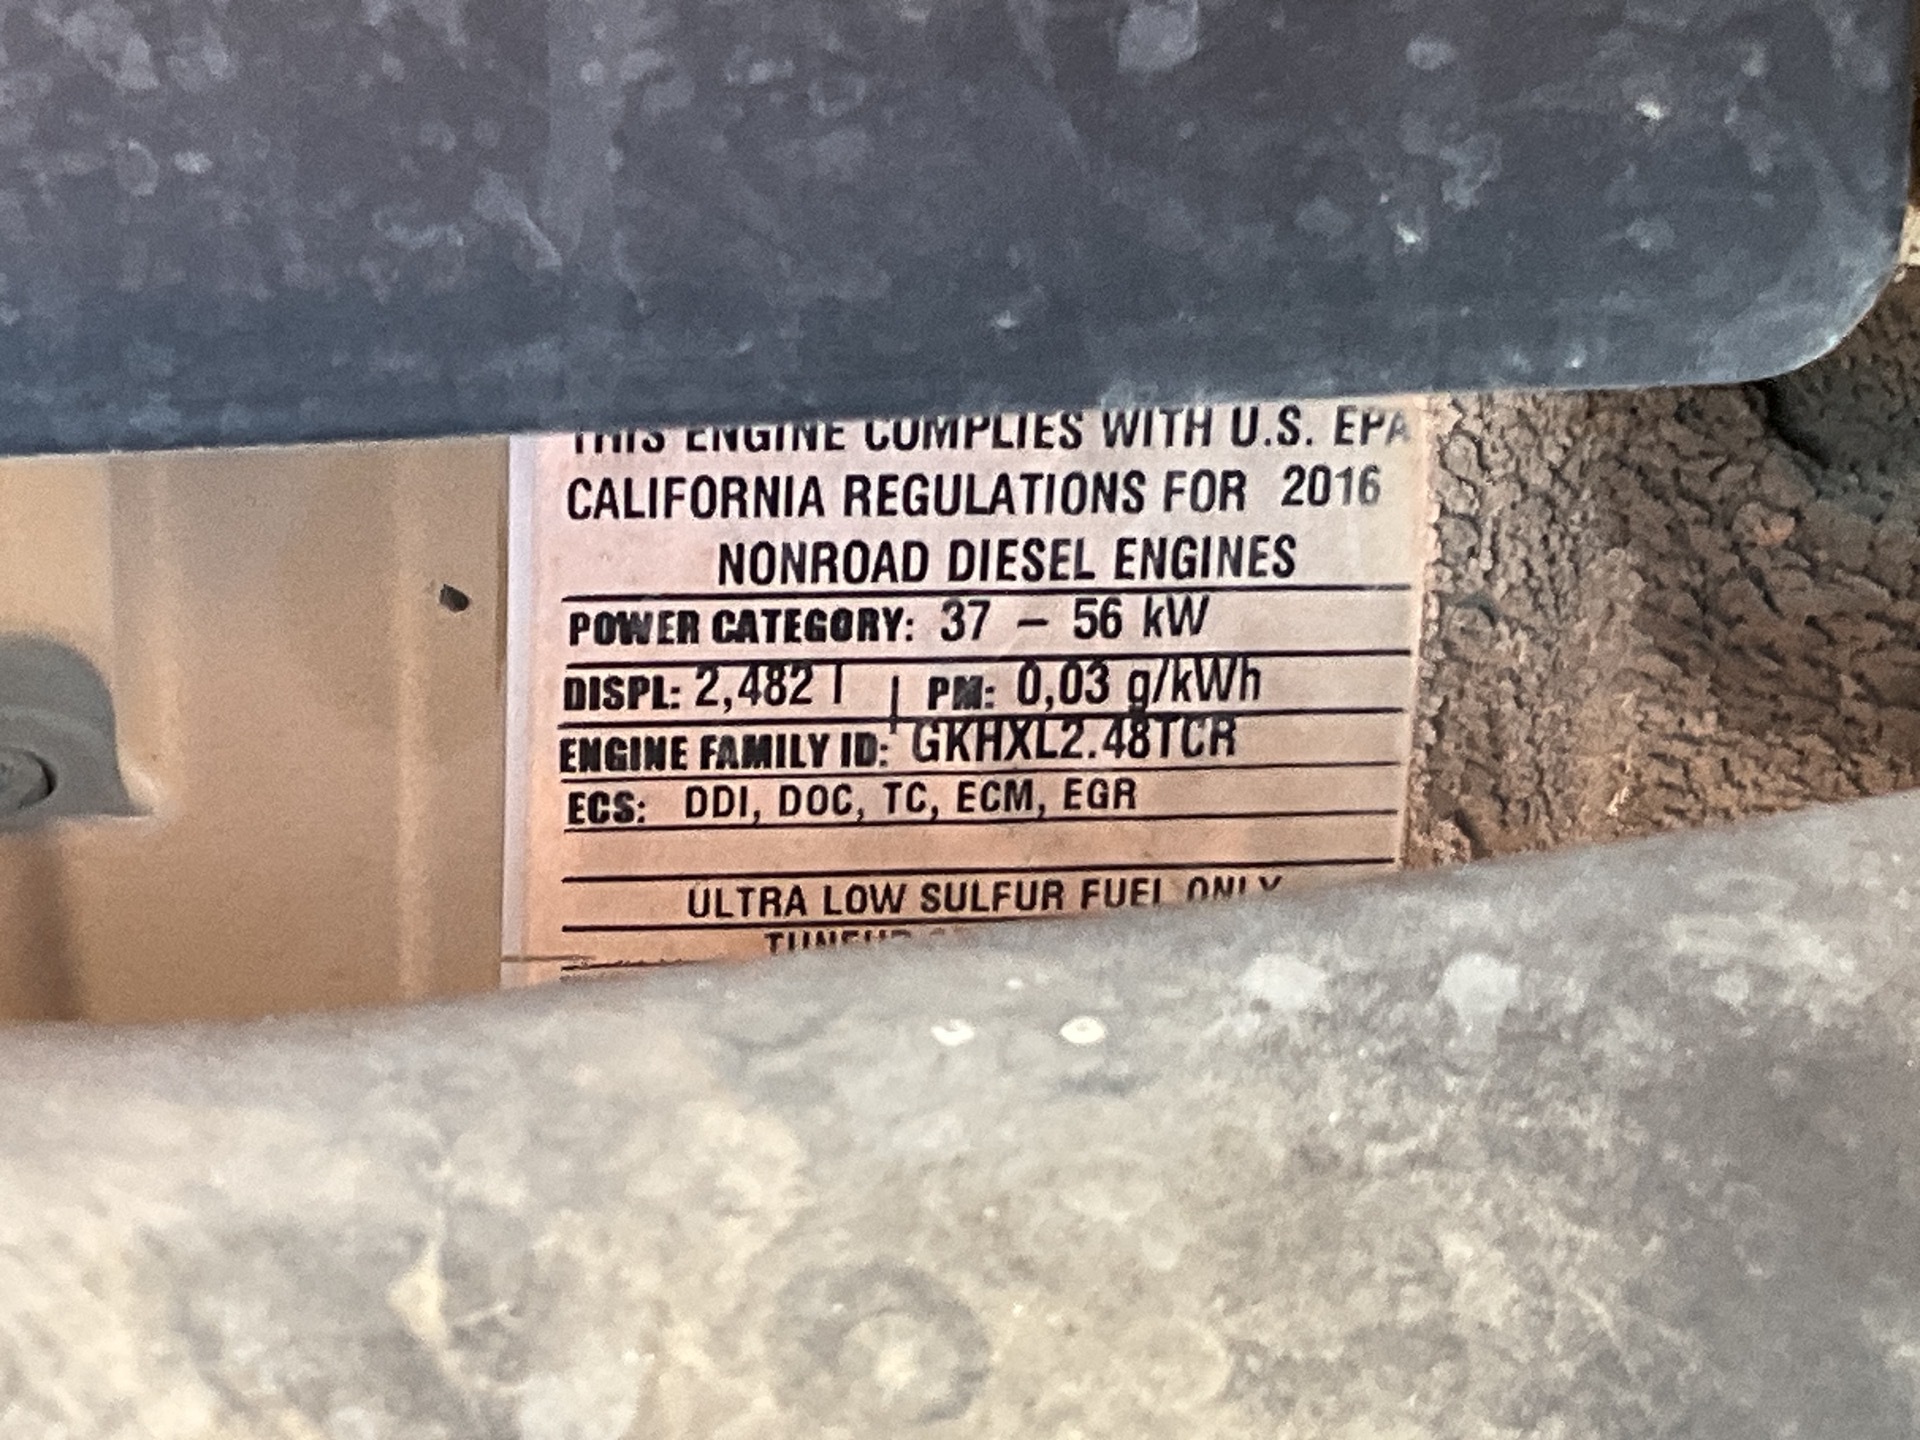 THIS ENGINE COMPLIES WITH U.S. EPA
CALIFORNIA REGULATIONS FOR 2016
NONROAD DIESEL ENGINES
POWER CATEGORY: 37 – 56 kW
DISPL: 2,482 l | PM: 0,03 g/kWh
ENGINE FAMILY ID: GKHXL2.48TCR
ECS: DDI, DOC, TC, ECM, EGR
ULTRA LOW SULFUR FUEL ONLY